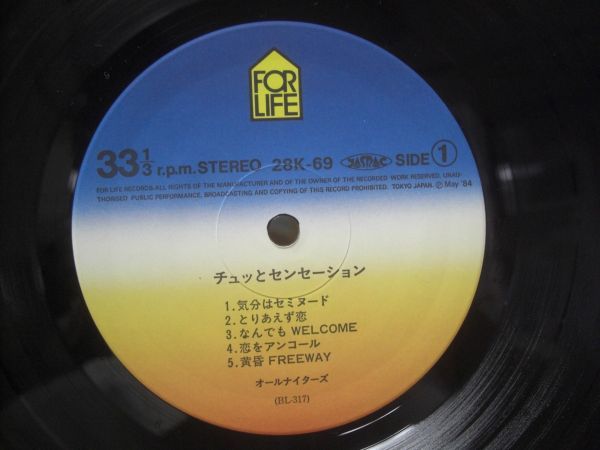 FOR
LIFE
33 1/3 r.p.m. STEREO 28K-69 JASRAC SIDE 1
FOR LIFE RECORDS·ALL RIGHTS OF THE MANUFACTURER AND OF THE OWNER OF THE RECORDED WORK RESERVED, UNAU-
THORISED PUBLIC PERFORMANCE, BROADCASTING AND COPYING OF THIS RECORD PROHIBITED. TOKYO JAPAN. Ⓟ May '84
チュッとセンセーション
1.気分はセミヌード
2.とりあえず恋
3.なんでも WELCOME
4.恋をアンコール
5.黄昏 FREEWAY
オールナイターズ
(BL-317)